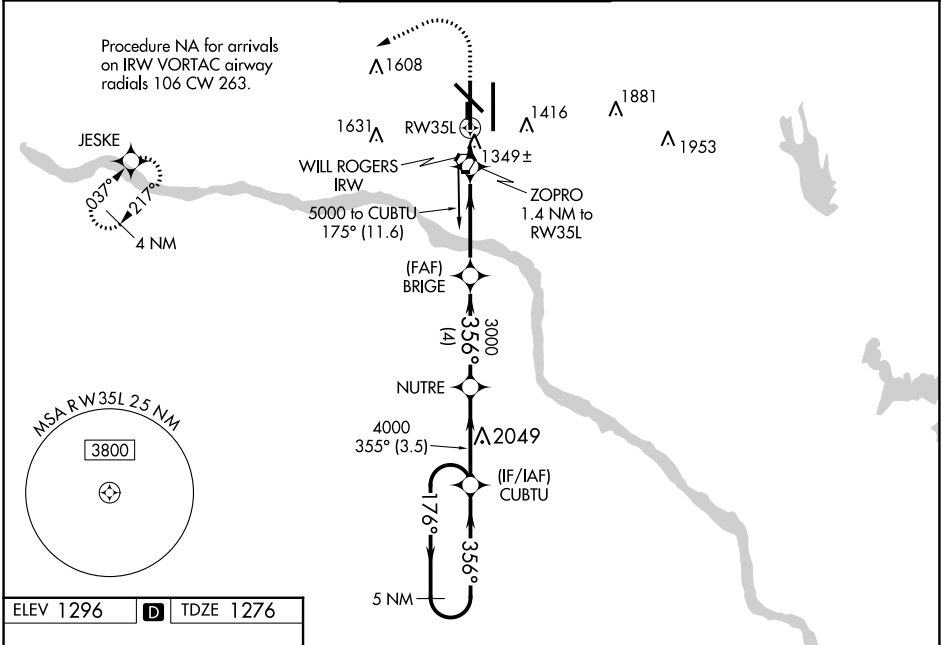 Procedure NA for arrivals
on IRW VORTAC airway
radials 106 CW 263.
1608
1631
RW35L
1416
1881
1953
1349±
JESKE
037°
217°
4 NM
WILL ROGERS
IRW
ZOPRO
1.4 NM to
RW35L
5000 to CUBTU
175° (11.6)
(FAF)
BRIGE
3000
356°
(4)
NUTRE
4000
355° (3.5)
2049
(IF/IAF)
CUBTU
176°
356°
5 NM
MSA RW35L 25 NM
3800
ELEV 1296 D TDZE 1276